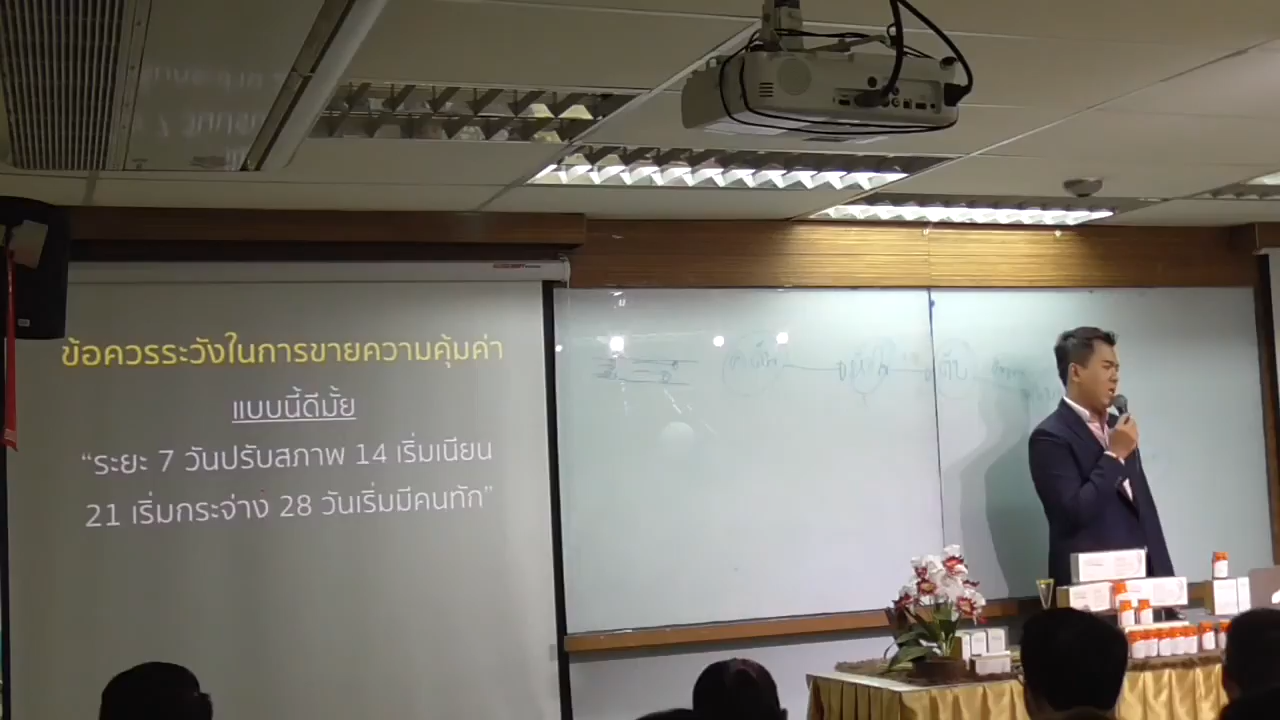 ข้อควรระวังในการขายความคุ้มค่า
แบบนี้ดีมั้ย
“ระยะ 7 วันปรับสภาพ 14 เริ่มเนียน
21 เริ่มกระจ่าง 28 วันเริ่มมีคนทัก”